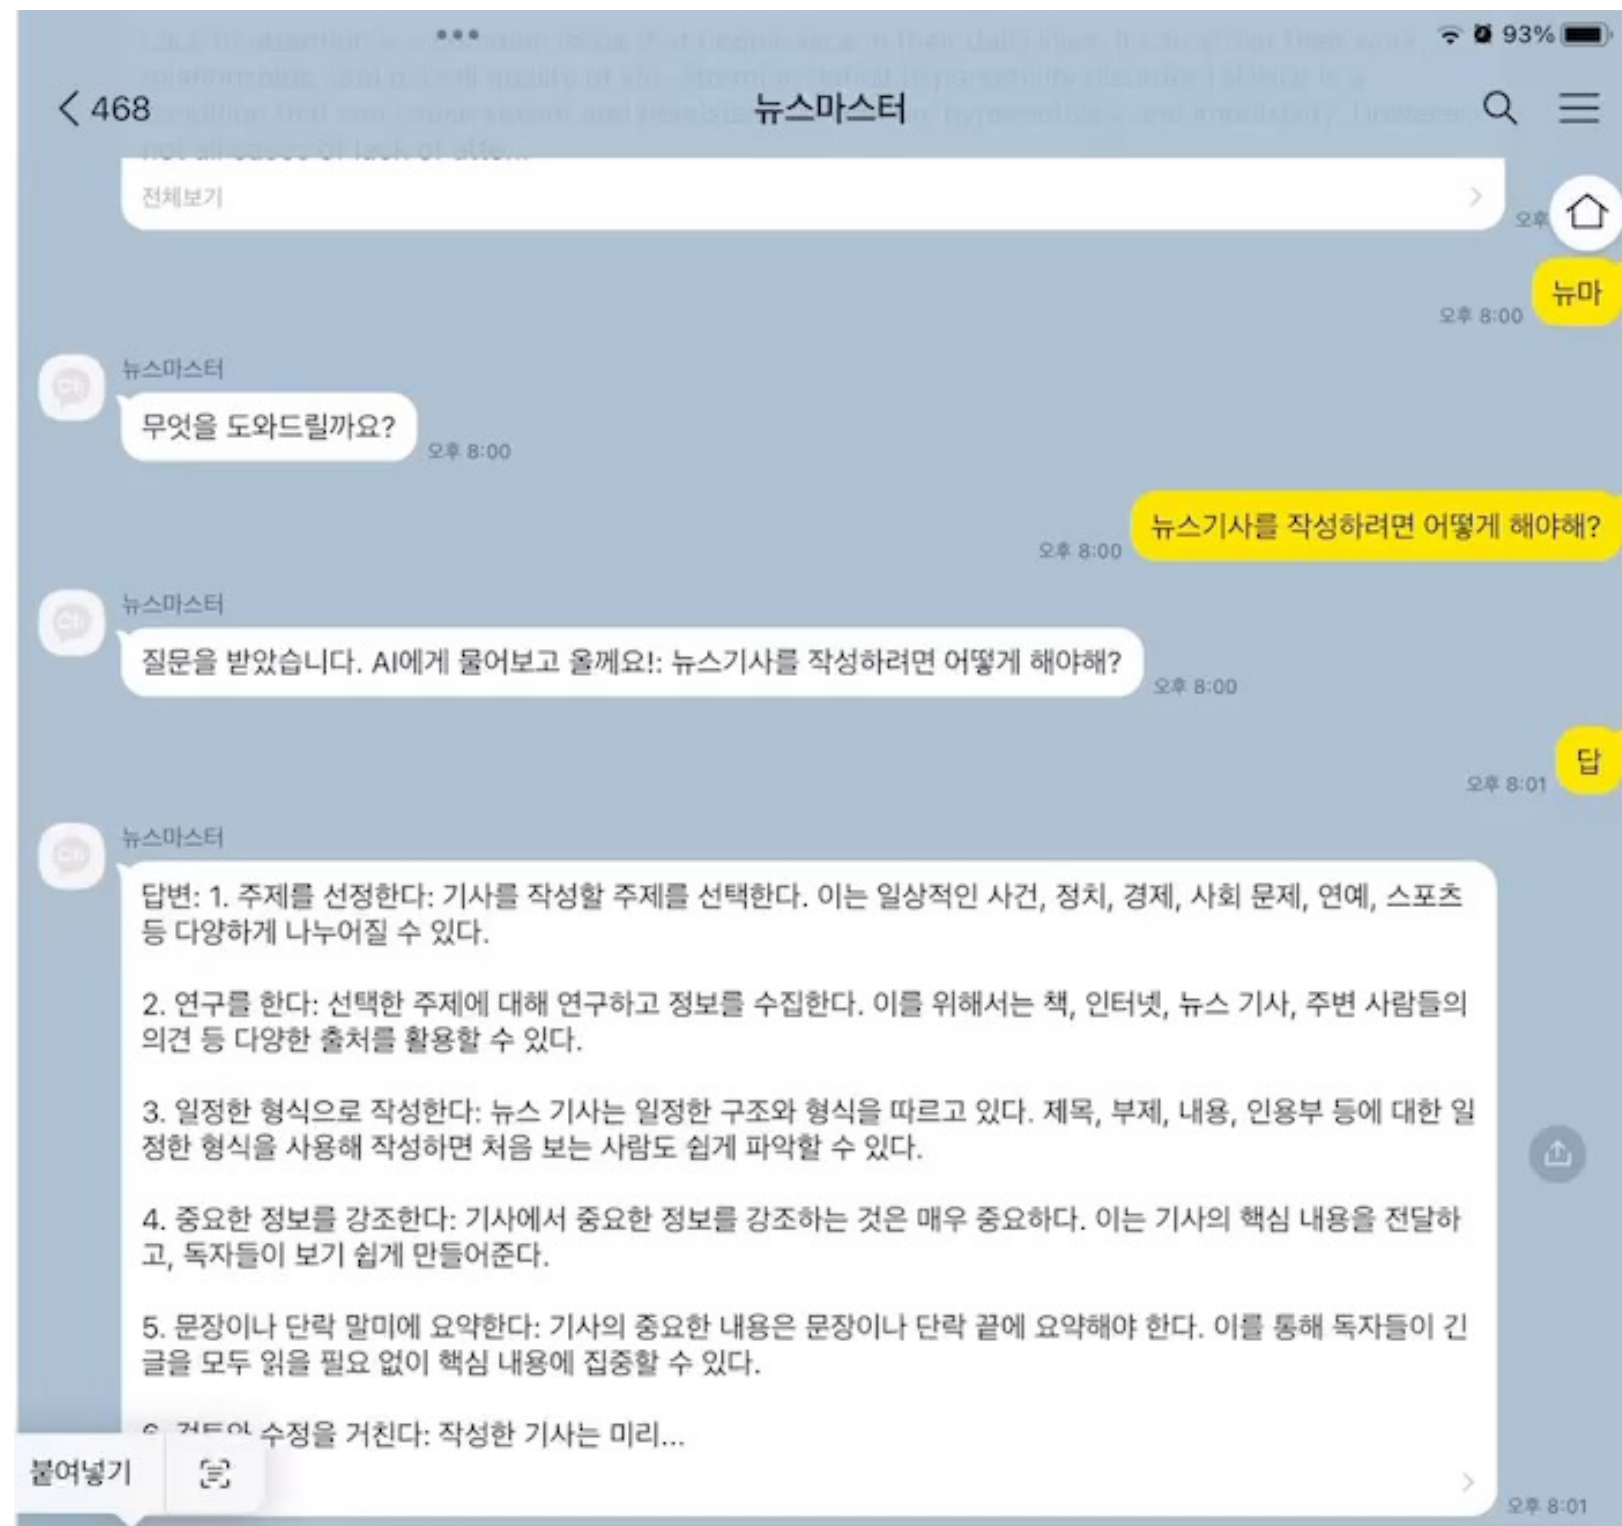 93%
468
뉴스마스터
전체보기
오후
뉴마
오후 8:00
뉴스마스터
무엇을 도와드릴까요?
오후 8:00
뉴스기사를 작성하려면 어떻게 해야해?
오후 8:00
뉴스마스터
질문을 받았습니다. AI에게 물어보고 올께요!: 뉴스기사를 작성하려면 어떻게 해야해?
오후 8:00
답
오후 8:01
뉴스마스터
답변: 1. 주제를 선정한다: 기사를 작성할 주제를 선택한다. 이는 일상적인 사건, 정치, 경제, 사회 문제, 연예, 스포츠
등 다양하게 나누어질 수 있다.
2. 연구를 한다: 선택한 주제에 대해 연구하고 정보를 수집한다. 이를 위해서는 책, 인터넷, 뉴스 기사, 주변 사람들의
의견 등 다양한 출처를 활용할 수 있다.
3. 일정한 형식으로 작성한다: 뉴스 기사는 일정한 구조와 형식을 따르고 있다. 제목, 부제, 내용, 인용부 등에 대한 일
정한 형식을 사용해 작성하면 처음 보는 사람도 쉽게 파악할 수 있다.
4. 중요한 정보를 강조한다: 기사에서 중요한 정보를 강조하는 것은 매우 중요하다. 이는 기사의 핵심 내용을 전달하
고, 독자들이 보기 쉽게 만들어준다.
5. 문장이나 단락 말미에 요약한다: 기사의 중요한 내용은 문장이나 단락 끝에 요약해야 한다. 이를 통해 독자들이 긴
글을 모두 읽을 필요 없이 핵심 내용에 집중할 수 있다.
수정을 거친다: 작성한 기사는 미리...
붙여넣기
오후 8:01